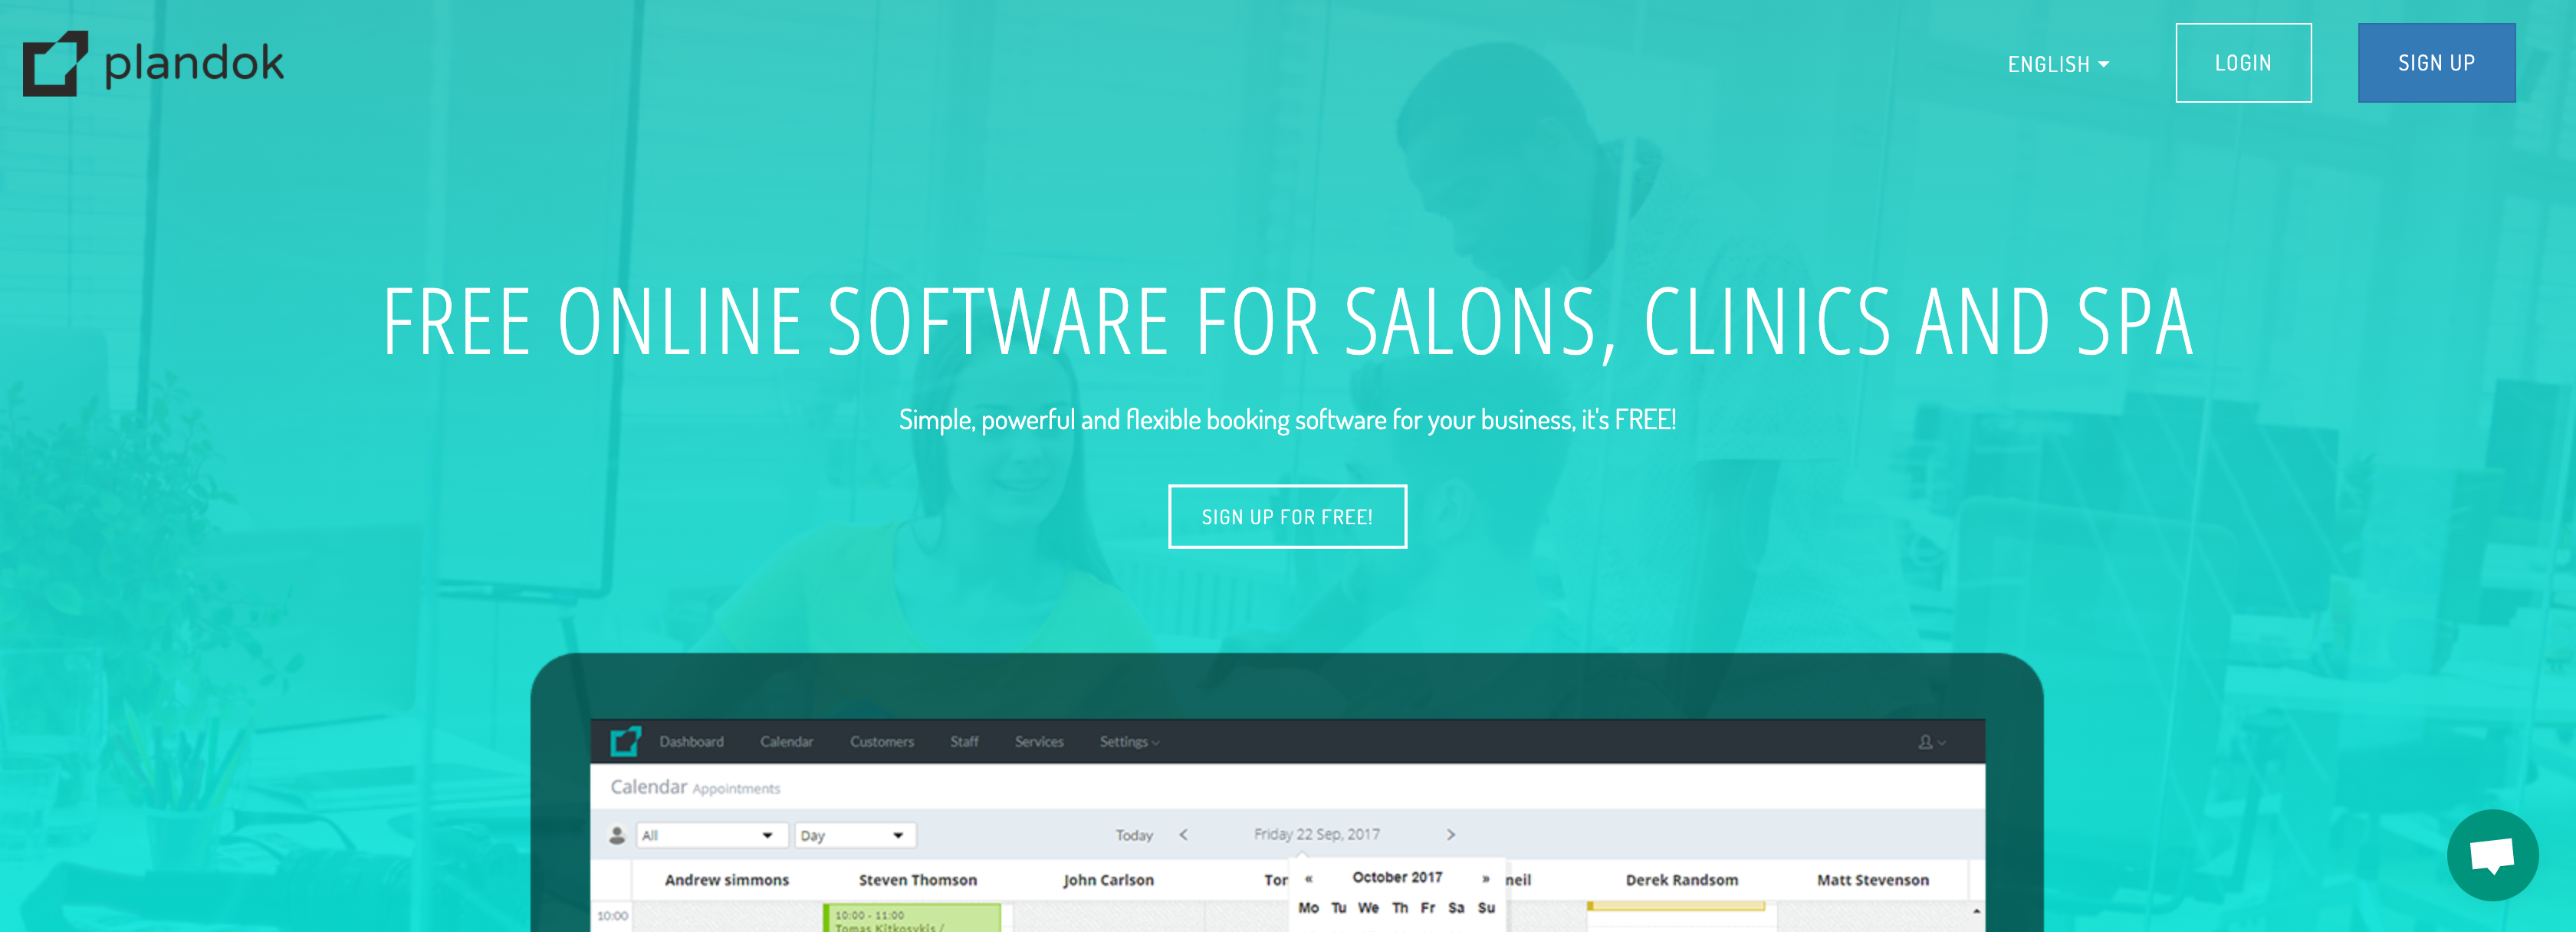 plandok
ENGLISH
LOGIN
SIGN UP
FREE ONLINE SOFTWARE FOR SALONS, CLINICS AND SPA
Simple, powerful and flexible booking software for your business, it's FREE!
SIGN UP FOR FREE!
Dashboard Calendar Customers Staff Services Settings
Calendar Appointments
All Day Today < Friday 22 Sep, 2017 >
Andrew simmons Steven Thomson John Carlson Tor neil Derek Randsom Matt Stevenson
« October 2017 »
Mo Tu We Th Fr Sa Su
10:00
10:00 - 11:00
Tomas Kitkosykis /